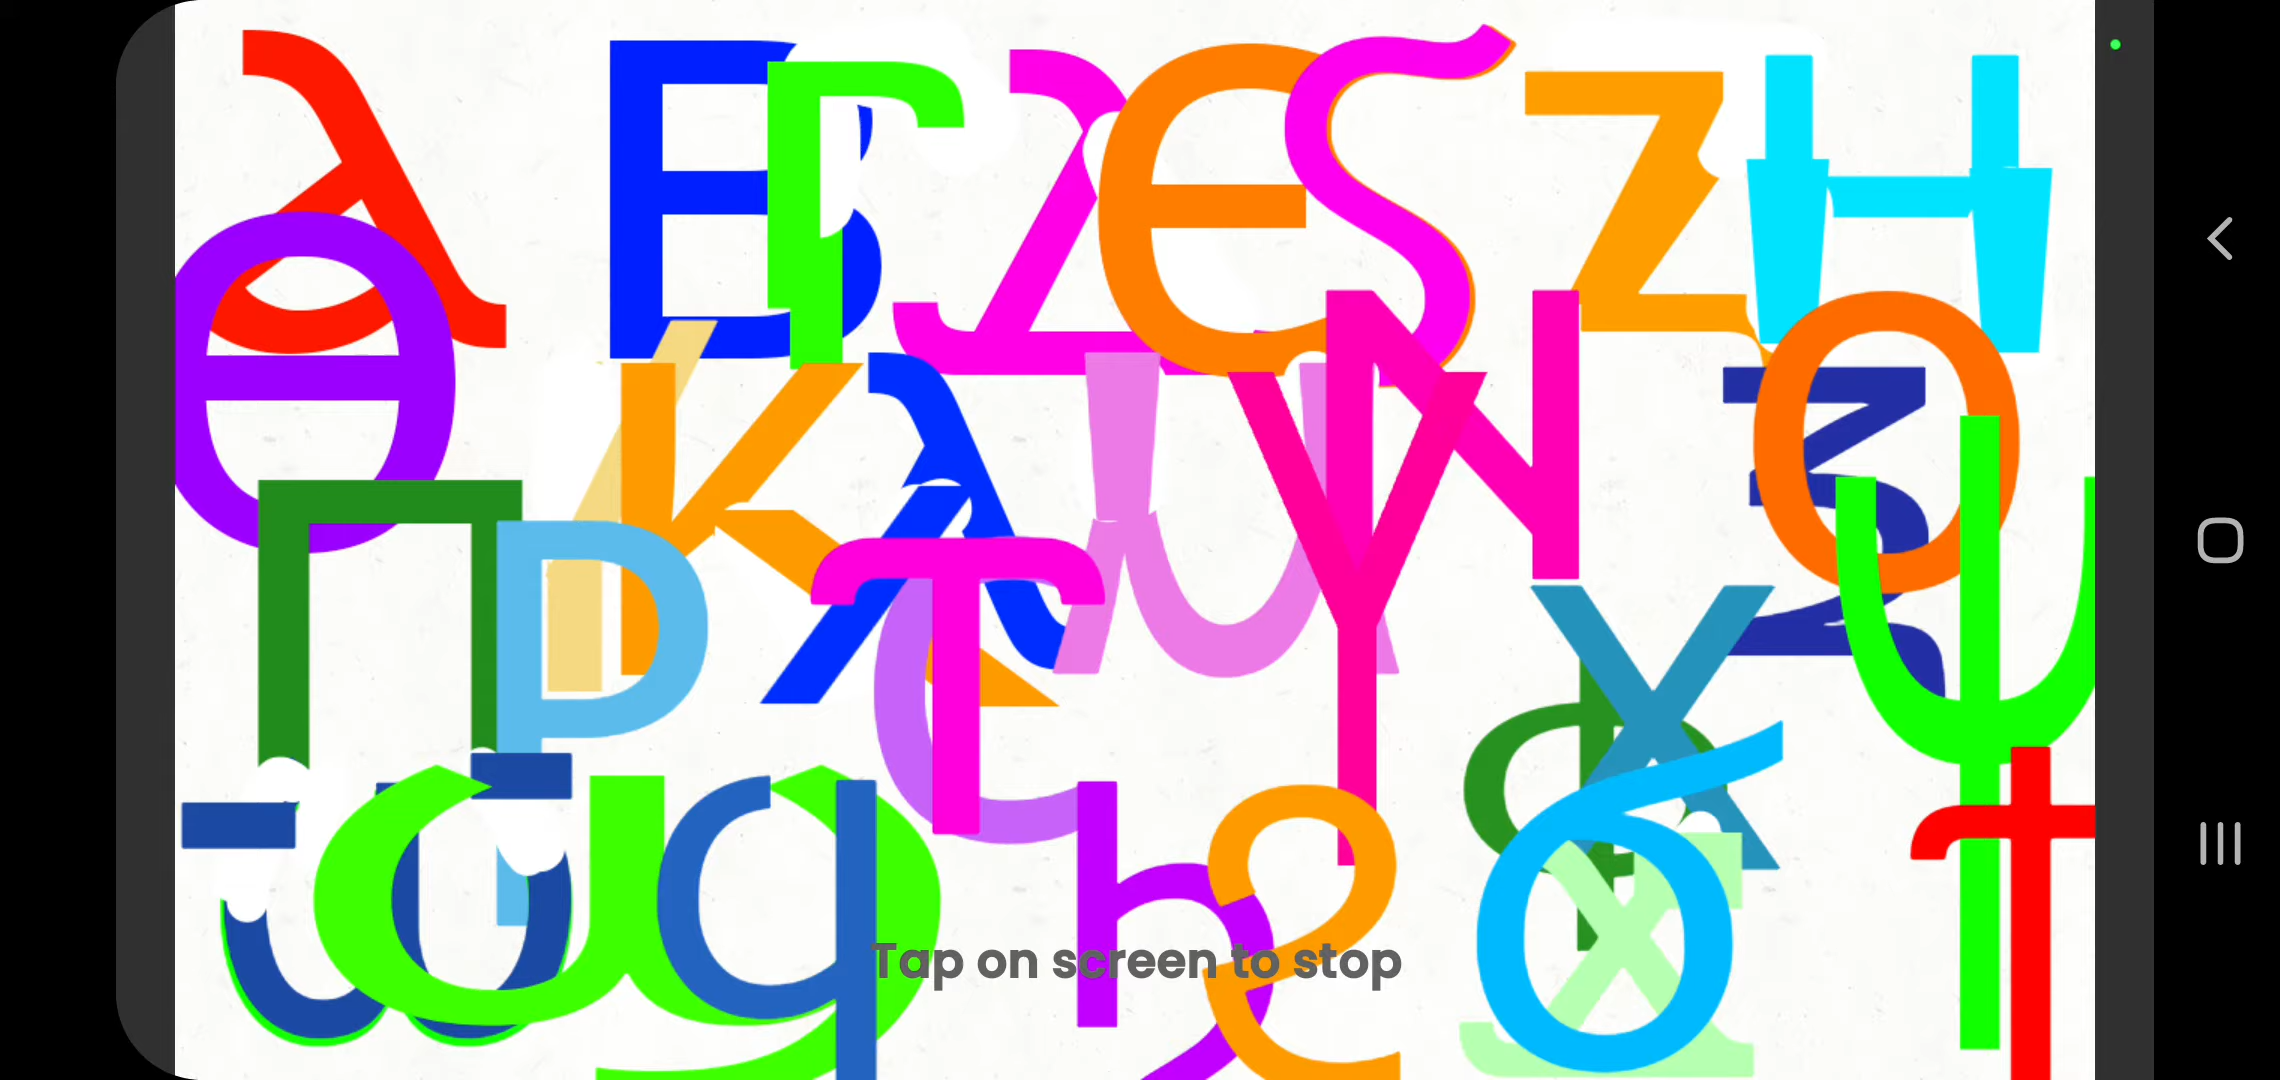 Ⲁ Ⲃ Ⲅ Ⲇ Ⲉ Ⲋ Ⲍ Ⲏ
Ⲑ Ⲓ Ⲕ Ⲗ Ⲙ Ⲛ Ⲝ Ⲟ
Ⲡ Ⲣ Ⲥ Ⲧ Ⲩ Ⲫ Ⲭ Ⲯ
Ⲱ Ϣ Ϥ Ϧ Ϩ Ϫ Ϭ Ϯ
Tap on screen to stop